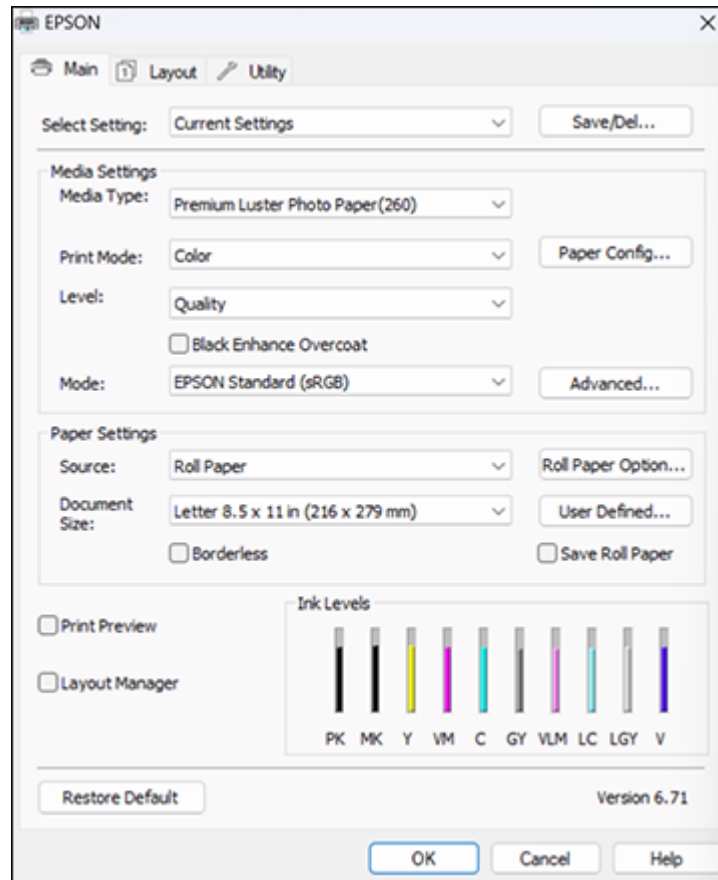 EPSON
Main Layout Utility
Select Setting: Current Settings Save/Del...
Media Settings
Media Type: Premium Luster Photo Paper(260)
Print Mode: Color Paper Config...
Level: Quality
Black Enhance Overcoat
Mode: EPSON Standard (sRGB) Advanced...
Paper Settings
Source: Roll Paper Roll Paper Option...
Document
Size: Letter 8.5 x 11 in (216 x 279 mm) User Defined...
Borderless Save Roll Paper
Ink Levels
Print Preview
Layout Manager
PK MK Y VM C GY VLM LC LGY V
Restore Default Version 6.71
OK Cancel Help